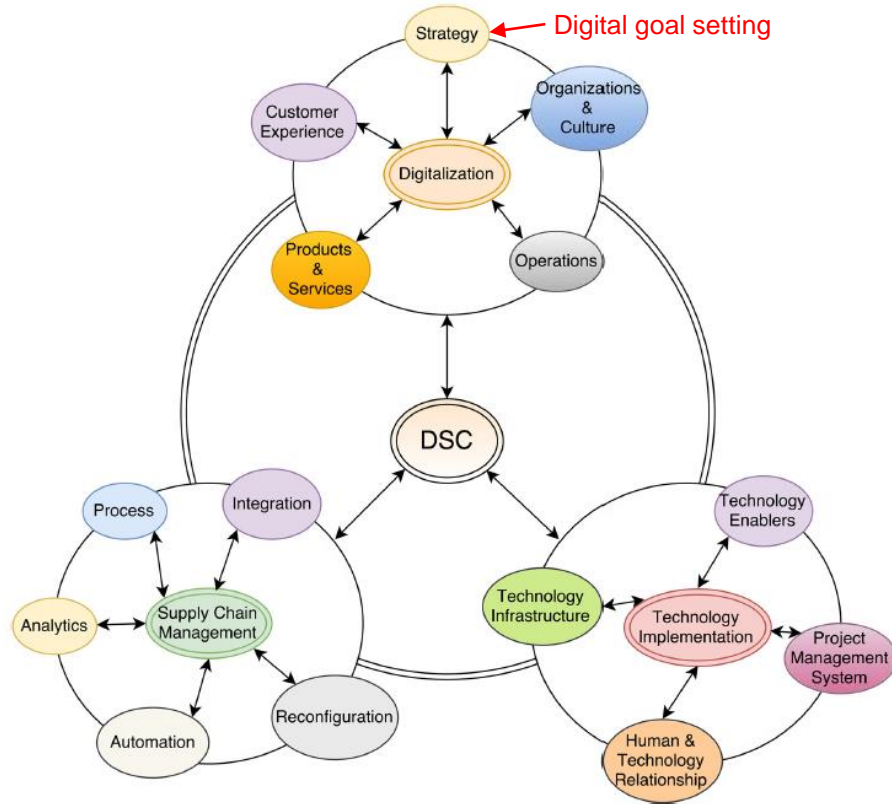 Strategy
Digital goal setting
Customer
Experience
Organizations
&
Culture
Digitalization
Products
&
Services
Operations
DSC
Process
Integration
Analytics
Supply Chain
Management
Automation
Reconfiguration
Technology
Enablers
Technology
Infrastructure
Technology
Implementation
Project
Management
System
Human &
Technology
Relationship